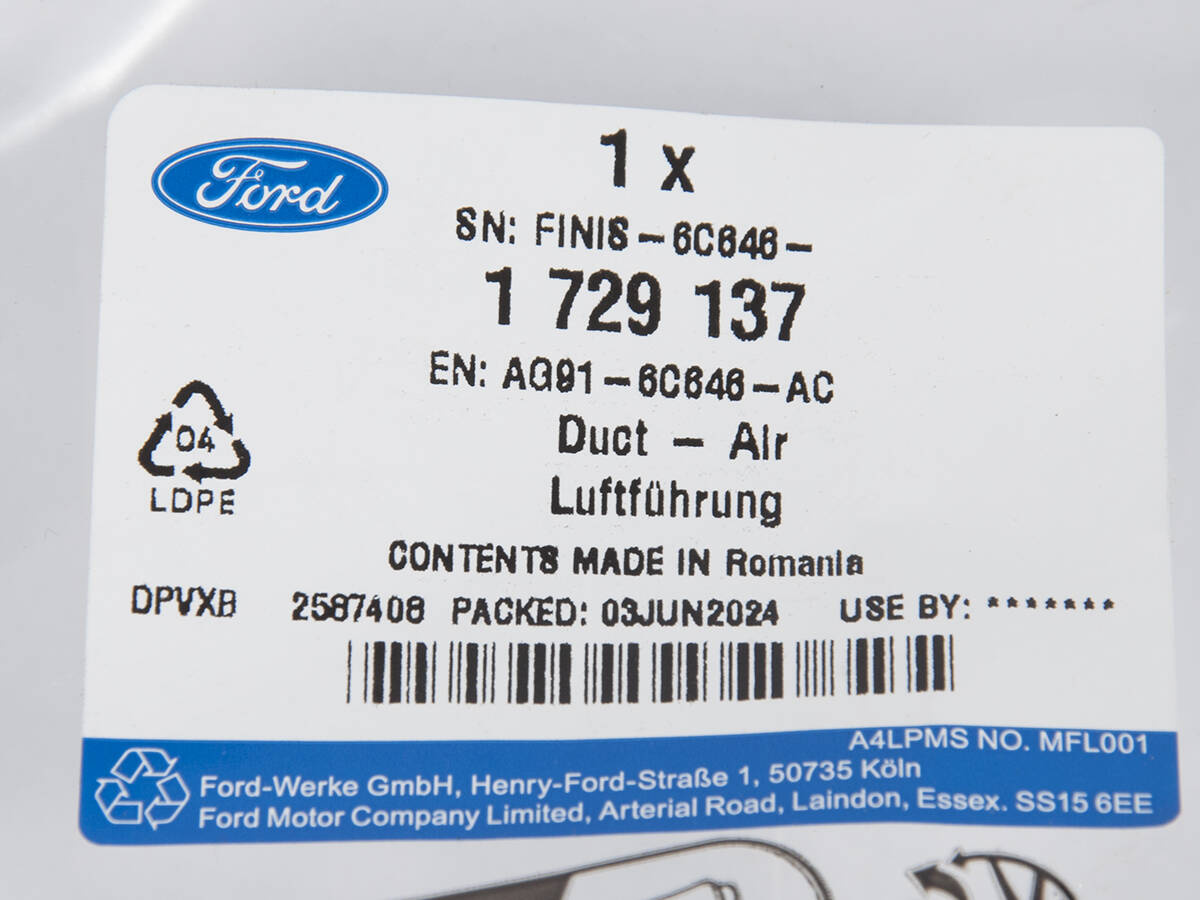 Ford
1 x
SN: FINIS-6C646-
1 729 137
EN: AG91-6C646-AC
Duct - Air
Luftführung
04
LDPE
CONTENTS MADE IN Romania
DPVXB 2587408 PACKED: 03JUN2024 USE BY: *******
A4LPMS NO. MFL001
Ford-Werke GmbH, Henry-Ford-Straße 1, 50735 Köln
Ford Motor Company Limited, Arterial Road, Laindon, Essex. SS15 6EE